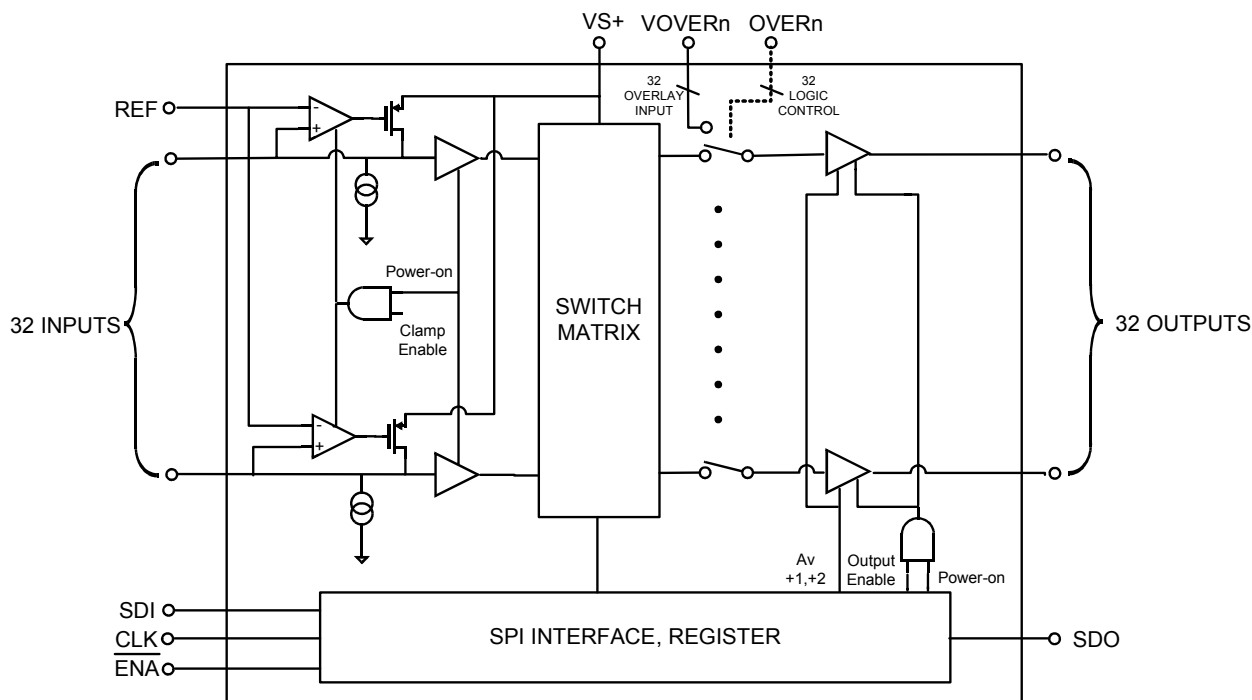 VS+ VOVERn OVERn
32
OVERLAY
INPUT
32
LOGIC
CONTROL
REF
-
+
Power-on
Clamp
Enable
SWITCH
MATRIX
32 INPUTS
32 OUTPUTS
-
+
Av
+1,+2
Output
Enable
Power-on
SDI
CLK
ENA
SPI INTERFACE, REGISTER
SDO